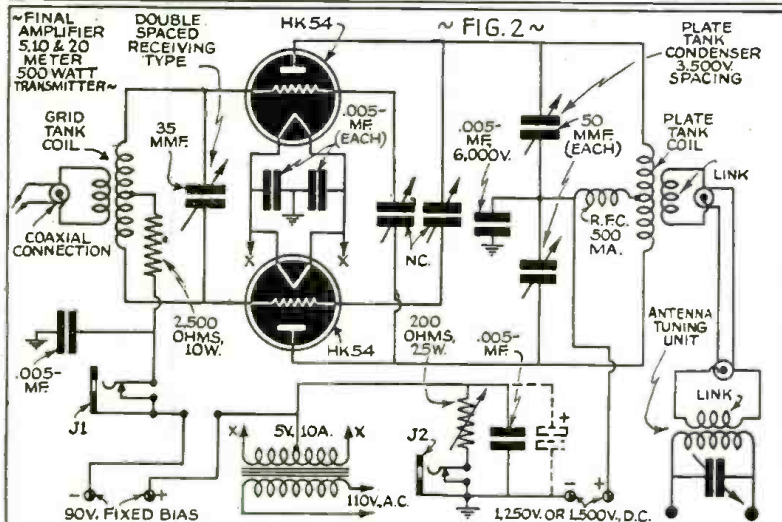 ~FINAL
AMPLIFIER
5,10 & 20
METER
500 WATT
TRANSMITTER~
DOUBLE
SPACED
RECEIVING
TYPE
HK54
~ FIG. 2 ~
PLATE
TANK
CONDENSER
3,500V.
SPACING
GRID
TANK
COIL
35
MMF.
.005-
MF.
(EACH)
.005-
MF.
6,000V.
50
MMF.
(EACH)
PLATE
TANK
COIL
LINK
COAXIAL
CONNECTION
X
X
NC.
R.F.C.
500
MA.
2,500
OHMS,
10W.
HK54
200
OHMS,
25W.
.005-
MF.
ANTENNA
TUNING
UNIT
.005-
MF.
LINK
J1
X
5V. 10A.
X
J2
+
110V., A.C.
-
+
90V. FIXED BIAS
-
+
1,250V. OR 1,500V., D.C.